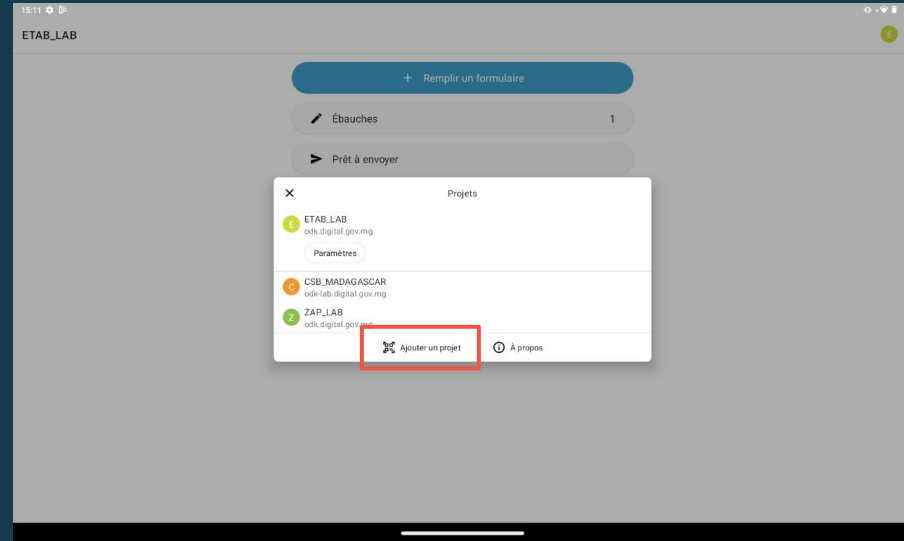 15:11
ETAB_LAB
E
+ Remplir un formulaire
Ébauches 1
Prêt à envoyer
Projets
E
ETAB_LAB
odk.digital.gov.mg
Paramètres
C
CSB_MADAGASCAR
odk-lab.digital.gov.mg
Z
ZAP_LAB
odk.digital.gov.mg
Ajouter un projet
À propos